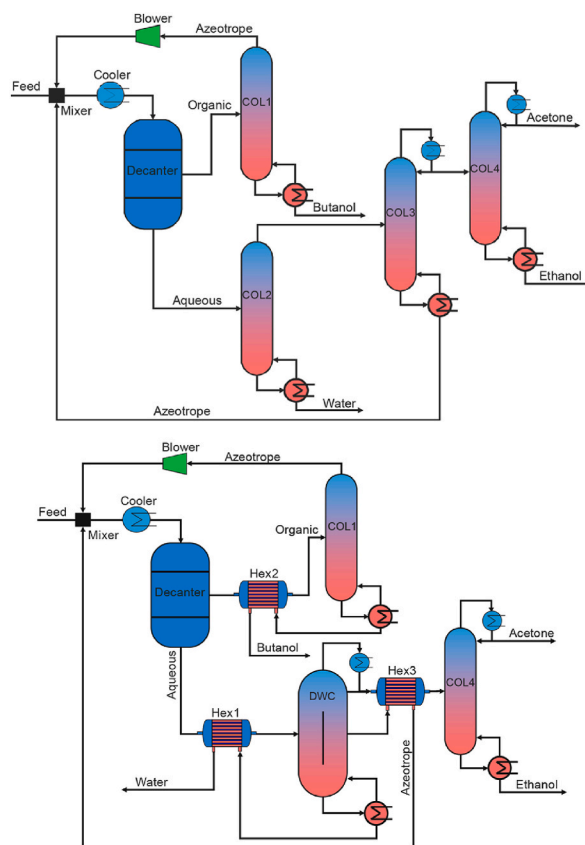 Blower
Azeotrope
Feed
Mixer
Cooler
Organic
COL1
Decanter
Butanol
Aqueous
COL2
Water
COL3
COL4
Acetone
Ethanol
Azeotrope
Blower
Azeotrope
Feed
Mixer
Cooler
Organic
COL1
Decanter
Hex2
Butanol
Aqueous
Hex1
Water
DWC
Hex3
Azeotrope
COL4
Acetone
Ethanol